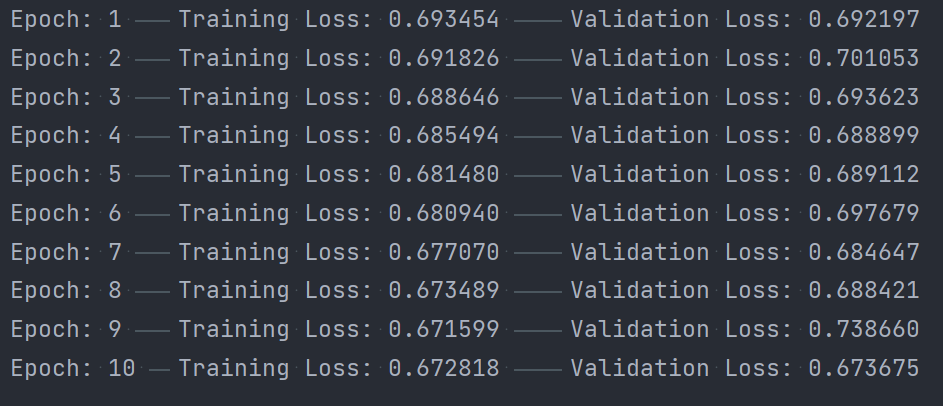 Epoch: 1 --- Training Loss: 0.693454 ---- Validation Loss: 0.692197
Epoch: 2 --- Training Loss: 0.691826 ---- Validation Loss: 0.701053
Epoch: 3 --- Training Loss: 0.688646 ---- Validation Loss: 0.693623
Epoch: 4 --- Training Loss: 0.685494 ---- Validation Loss: 0.688899
Epoch: 5 --- Training Loss: 0.681480 ---- Validation Loss: 0.689112
Epoch: 6 --- Training Loss: 0.680940 ---- Validation Loss: 0.697679
Epoch: 7 --- Training Loss: 0.677070 ---- Validation Loss: 0.684647
Epoch: 8 --- Training Loss: 0.673489 ---- Validation Loss: 0.688421
Epoch: 9 --- Training Loss: 0.671599 ---- Validation Loss: 0.738660
Epoch: 10 -- Training Loss: 0.672818 ---- Validation Loss: 0.673675